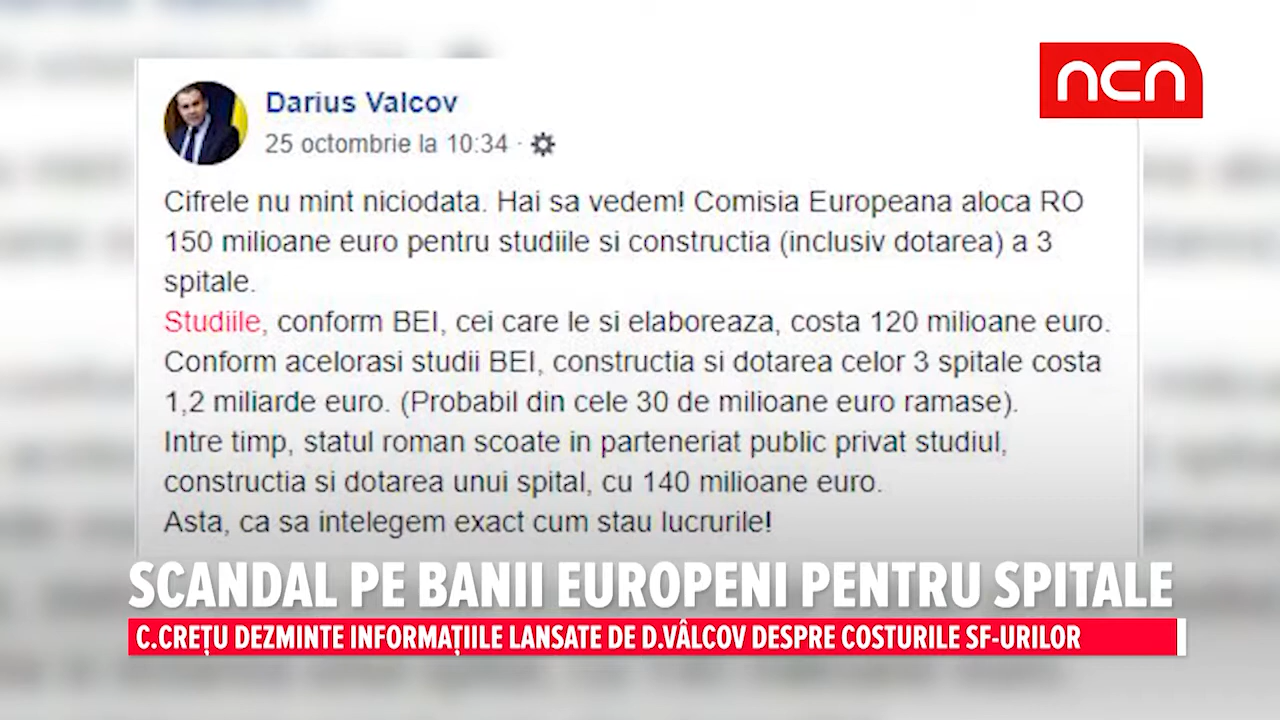 ncn
Darius Valcov
25 octombrie la 10:34 ·
Cifrele nu mint niciodata. Hai sa vedem! Comisia Europeana aloca RO
150 milioane euro pentru studiile si constructia (inclusiv dotarea) a 3
spitale.
Studiile, conform BEI, cei care le si elaboreaza, costa 120 milioane euro.
Conform acelorasi studii BEI, constructia si dotarea celor 3 spitale costa
1,2 miliarde euro. (Probabil din cele 30 de milioane euro ramase).
Intre timp, statul roman scoate in parteneriat public privat studiul,
constructia si dotarea unui spital, cu 140 milioane euro.
Asta, ca sa intelegem exact cum stau lucrurile!
SCANDAL PE BANII EUROPENI PENTRU SPITALE
C.CREȚU DEZMINTE INFORMAȚIILE LANSATE DE D.VÂLCOV DESPRE COSTURILE SF-URILOR